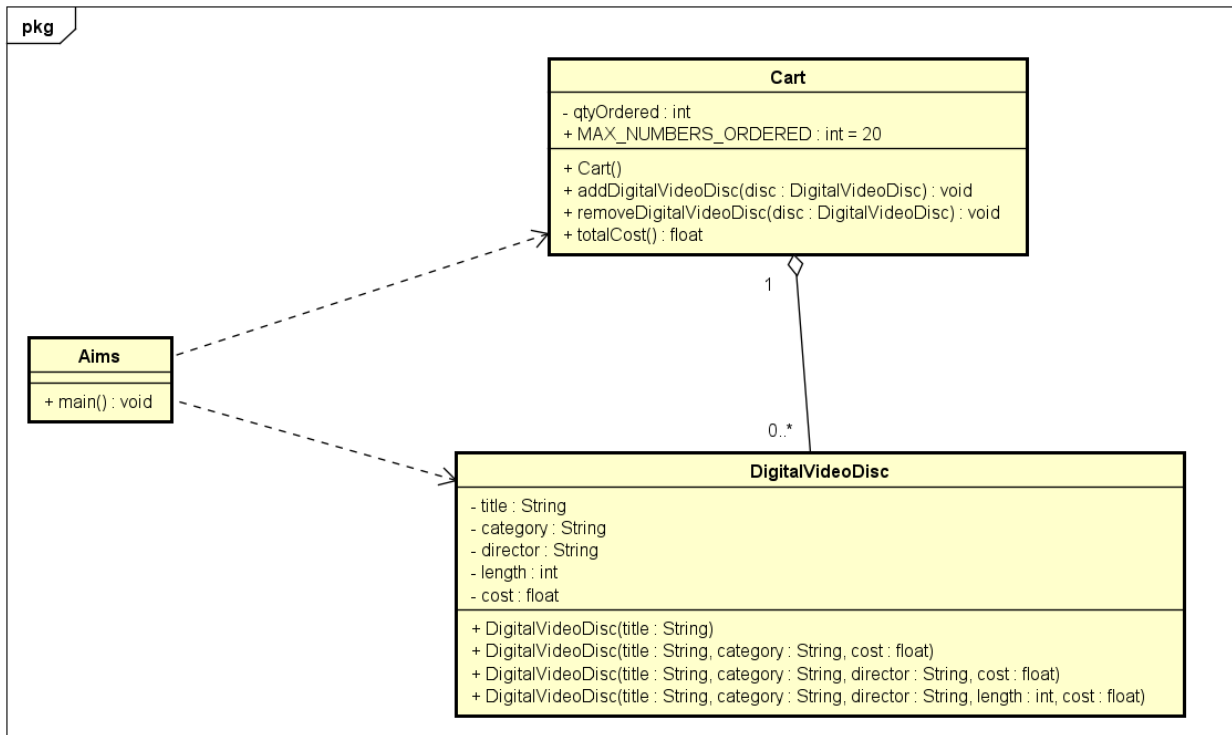 pkg
Cart
- qtyOrdered : int
+ MAX_NUMBERS_ORDERED : int = 20
+ Cart()
+ addDigitalVideoDisc(disc : DigitalVideoDisc) : void
+ removeDigitalVideoDisc(disc : DigitalVideoDisc) : void
+ totalCost() : float
1
Aims
+ main() : void
0..*
DigitalVideoDisc
- title : String
- category : String
- director : String
- length : int
- cost : float
+ DigitalVideoDisc(title : String)
+ DigitalVideoDisc(title : String, category : String, cost : float)
+ DigitalVideoDisc(title : String, category : String, director : String, cost : float)
+ DigitalVideoDisc(title : String, category : String, director : String, length : int, cost : float)